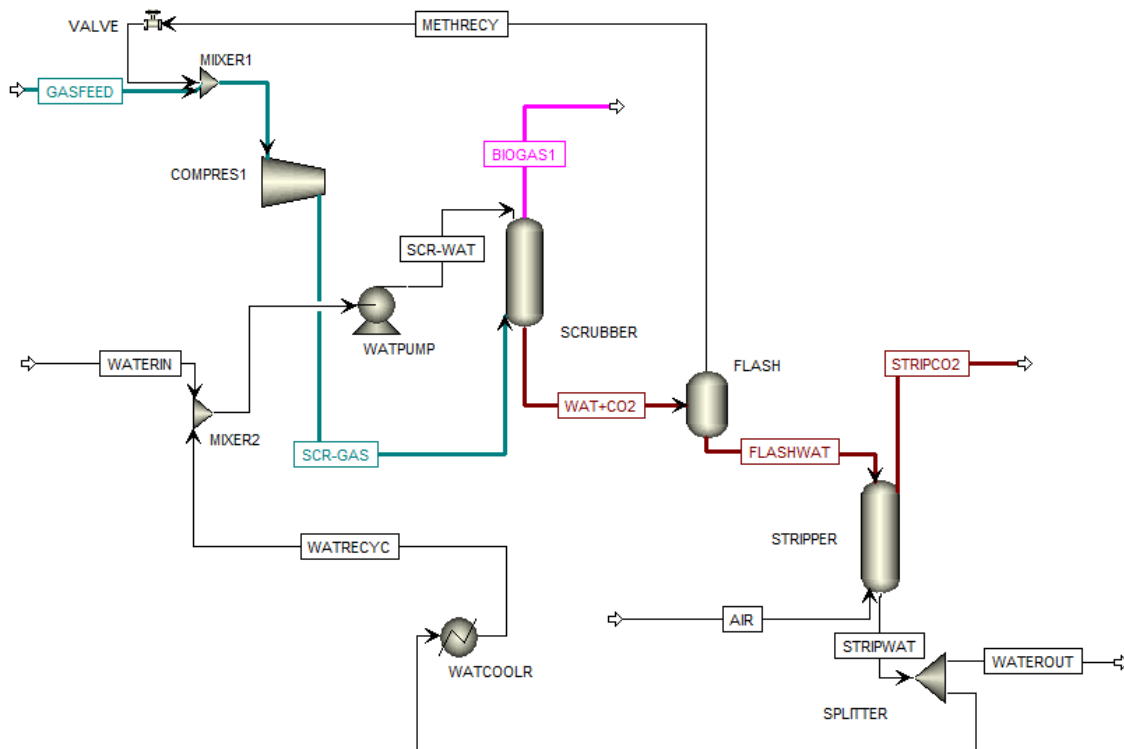 METHRECY
VALVE
MIIXER1
GASFEED
BIOGAS1
COMPRES1
SCR-WAT
SCRUBBER
WATPUMP
WATERIN
FLASH
STRIPCO2
WAT+CO2
MIXER2
SCR-GAS
FLASHWAT
STRIPPER
WATRECYC
AIR
STRIPWAT
WATEROUT
WATCOOLR
SPLITTER